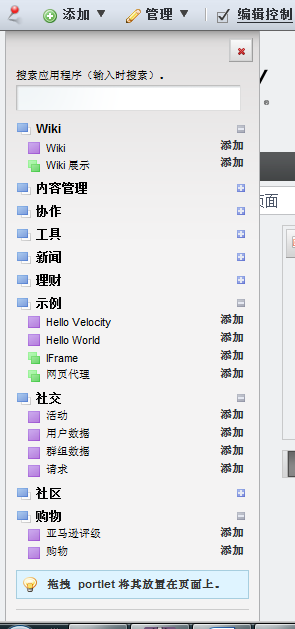 添加 管理 编辑控制
搜索应用程序（输入时搜索）.
Wiki
Wiki 添加
Wiki 展示 添加
内容管理
协作
工具
新闻
理财
示例
Hello Velocity 添加
Hello World 添加
IFrame 添加
网页代理 添加
社交
活动 添加
用户数据 添加
群组数据 添加
请求 添加
社区
购物
亚马逊评级 添加
购物 添加
拖拽 portlet 将其放置在页面上。
页面